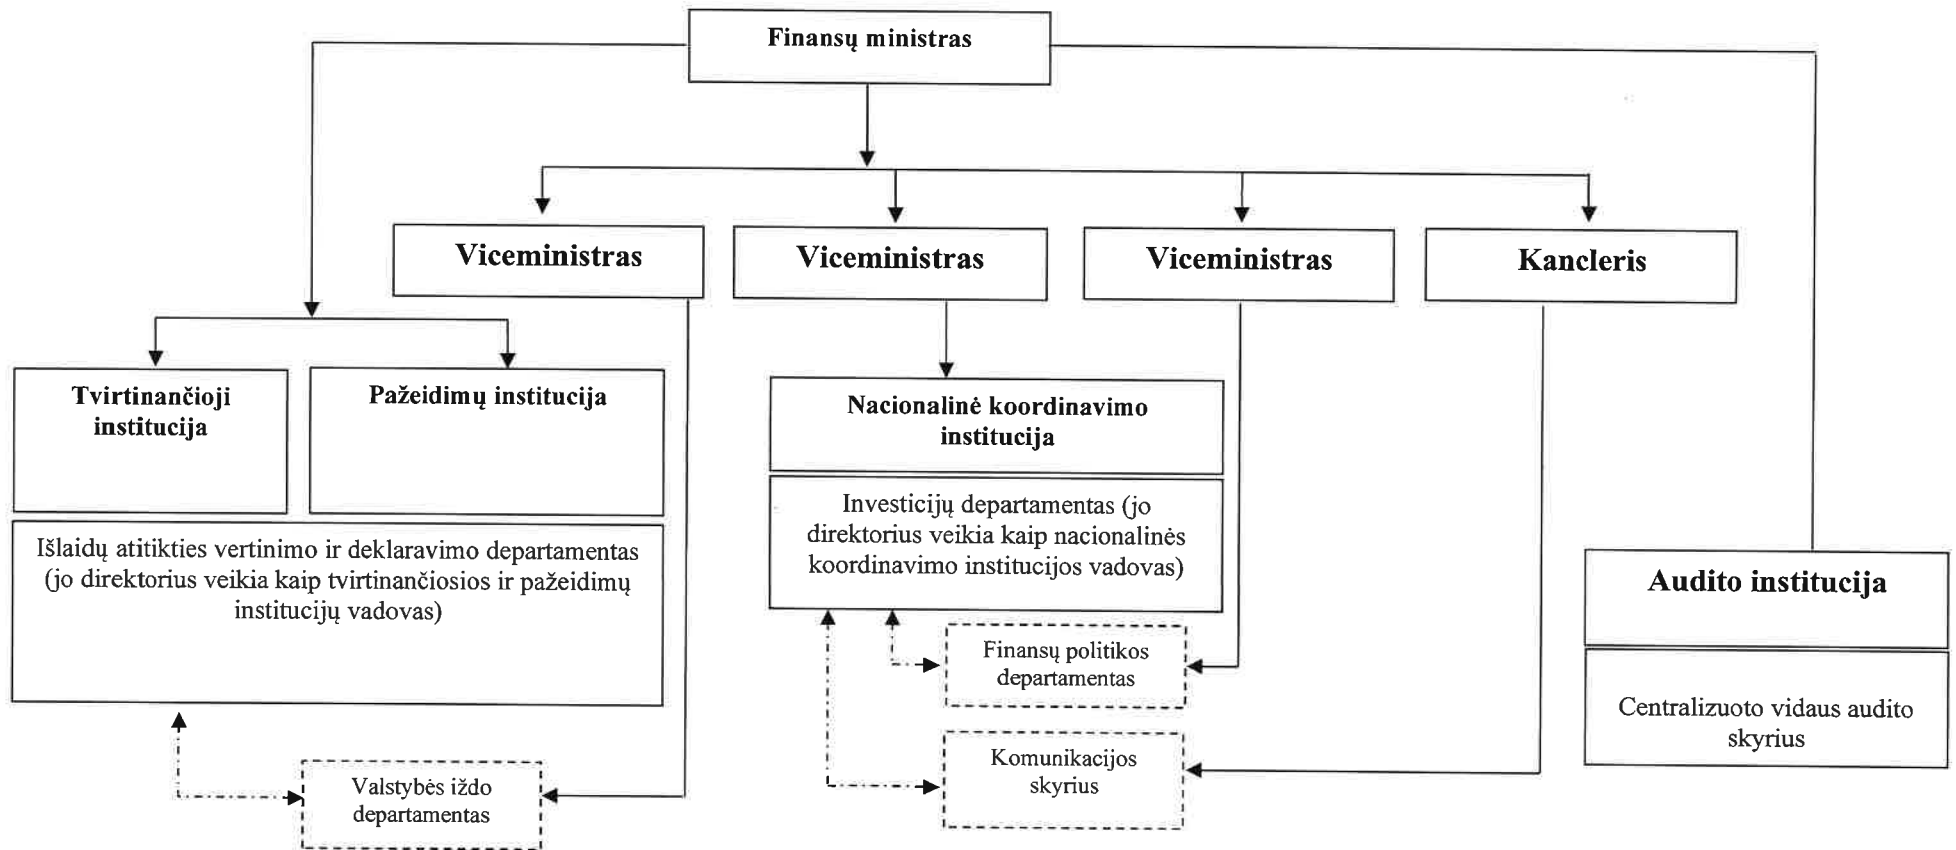 Finansų ministras
Viceministras
Viceministras
Viceministras
Kancleris
Tvirtinančioji
institucija
Pažeidimų institucija
Išlaidų atitikties vertinimo ir deklaravimo departamentas
(jo direktorius veikia kaip tvirtinančiosios ir pažeidimų
institucijų vadovas)
Nacionalinė koordinavimo
institucija
Investicijų departamentas (jo
direktorius veikia kaip nacionalinės
koordinavimo institucijos vadovas)
Audito institucija
Centralizuoto vidaus audito
skyrius
Finansų politikos
departamentas
Komunikacijos
skyrius
Valstybės iždo
departamentas